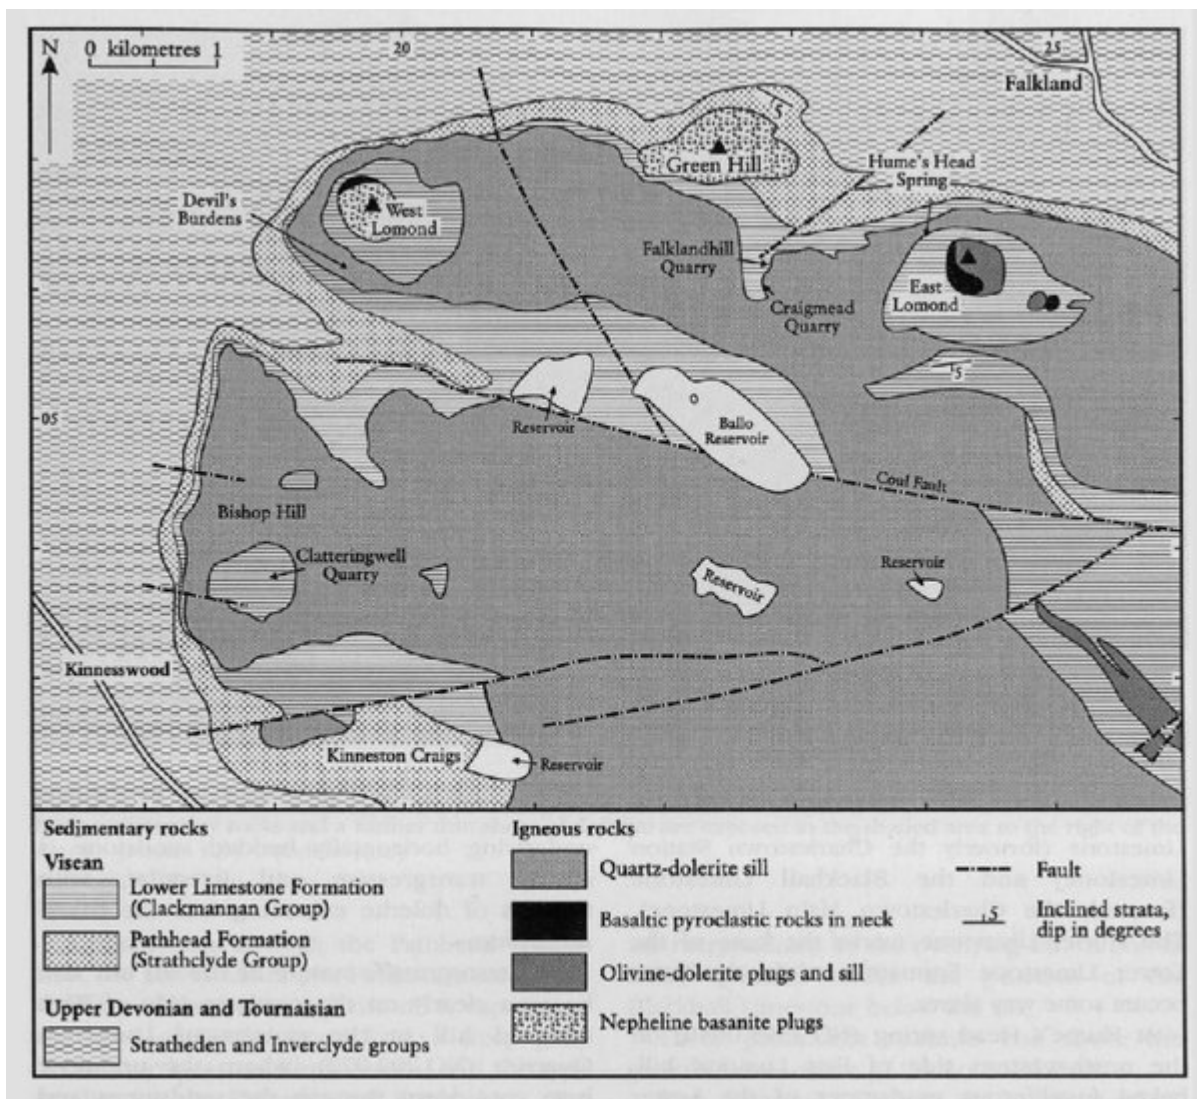 N
0 kilometres 1
20
25
Falkland
Green Hill
Hume's Head
Spring
Devil's
Burdens
West
Lomond
Falklandhill
Quarry
East
Lomond
Craigmead
Quarry
5
5
05
Reservoir
Ballo
Reservoir
Coul Fault
Bishop Hill
Clatteringwell
Quarry
Reservoir
Reservoir
Kinnesswood
Kinneston Craigs
Reservoir
Sedimentary rocks
Visean
Lower Limestone Formation
(Clackmannan Group)
Pathhead Formation
(Strathclyde Group)
Upper Devonian and Tournaisian
Stratheden and Inverclyde groups
Igneous rocks
Quartz-dolerite sill
Basaltic pyroclastic rocks in neck
Olivine-dolerite plugs and sill
Nepheline basanite plugs
Fault
5
Inclined strata,
dip in degrees